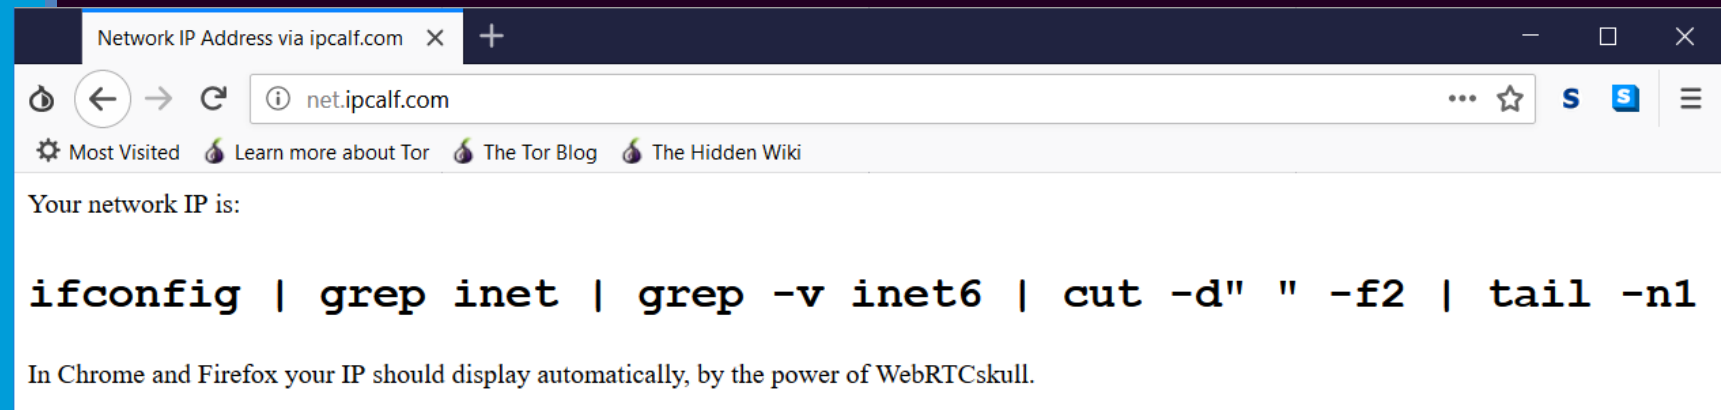 Network IP Address via ipcalf.com
net.ipcalf.com
S S
Most Visited Learn more about Tor The Tor Blog The Hidden Wiki
Your network IP is:
ifconfig | grep inet | grep -v inet6 | cut -d" " -f2 | tail -n1
In Chrome and Firefox your IP should display automatically, by the power of WebRTCskull.